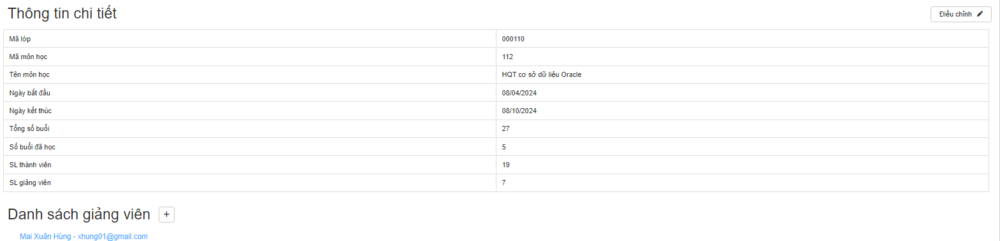 Thông tin chi tiết
Điều chỉnh
Mã lớp 000110
Mã môn học 112
Tên môn học HQT cơ sở dữ liệu Oracle
Ngày bắt đầu 08/04/2024
Ngày kết thúc 08/10/2024
Tổng số buổi 27
Số buổi đã học 5
SL thành viên 19
SL giảng viên 7
Danh sách giảng viên +
Mai Xuân Hùng - xhung01@gmail.com